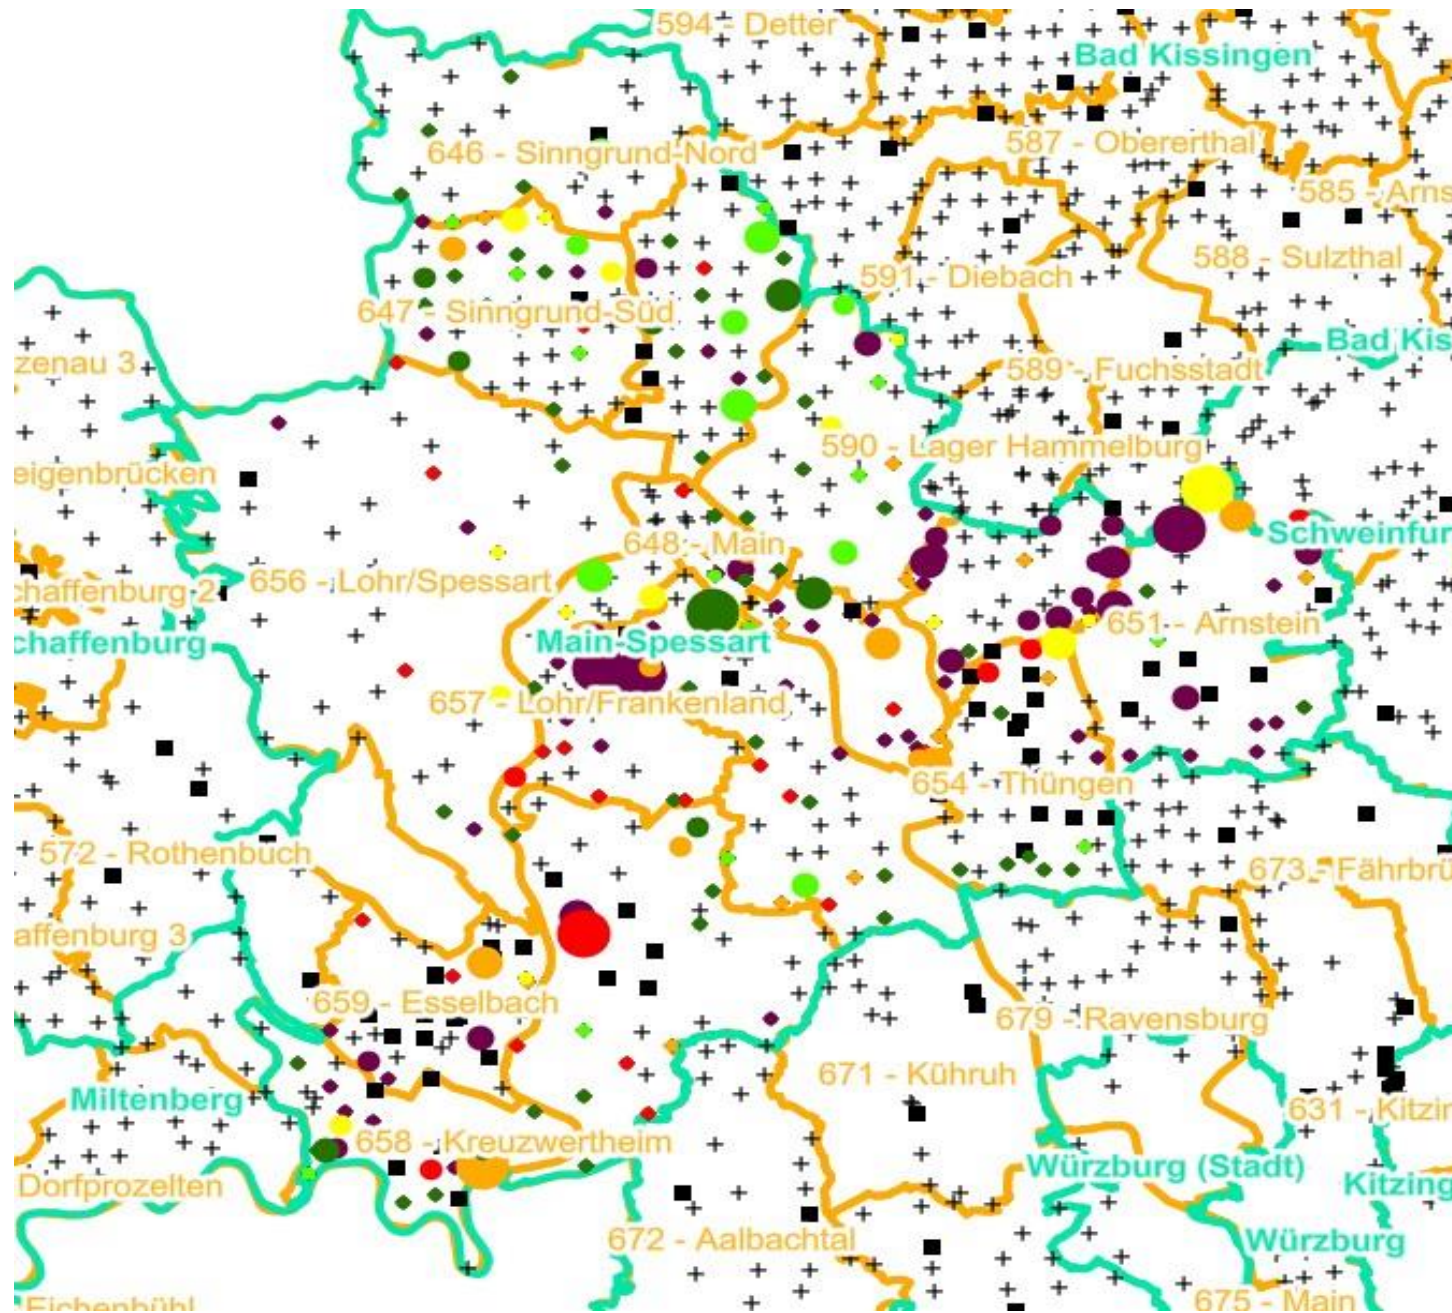 594 - Detter
Bad Kissingen
587 - Oberterthal
646 - Sinngrund-Nord
585 - Arns
588 - Sulzthal
591 - Diebach
647 - Sinngrund-Süd
Bad Kis
zenau 3
589 - Fuchsstadt
590 - Lager Hammelburg
eigenbrücken
Schweinfur
648 - Main
656 - Lohr/Spessart
chaffenburg 2
651 - Arnstein
chaffenburg
Main-Spessart
657 - Lohr/Frankenland
654 - Thüngen
572 - Rothenbuch
673 - Fährbrü
affenburg 3
659 - Esselbach
679 - Ravensburg
671 - Kühruh
Miltenberg
631 - Kitzin
658 - Kreuzwertheim
Würzburg (Stadt)
Dorfprozelten
Kitzing
672 - Aalbachtal
Würzburg
675 - Main
Eichenbühl